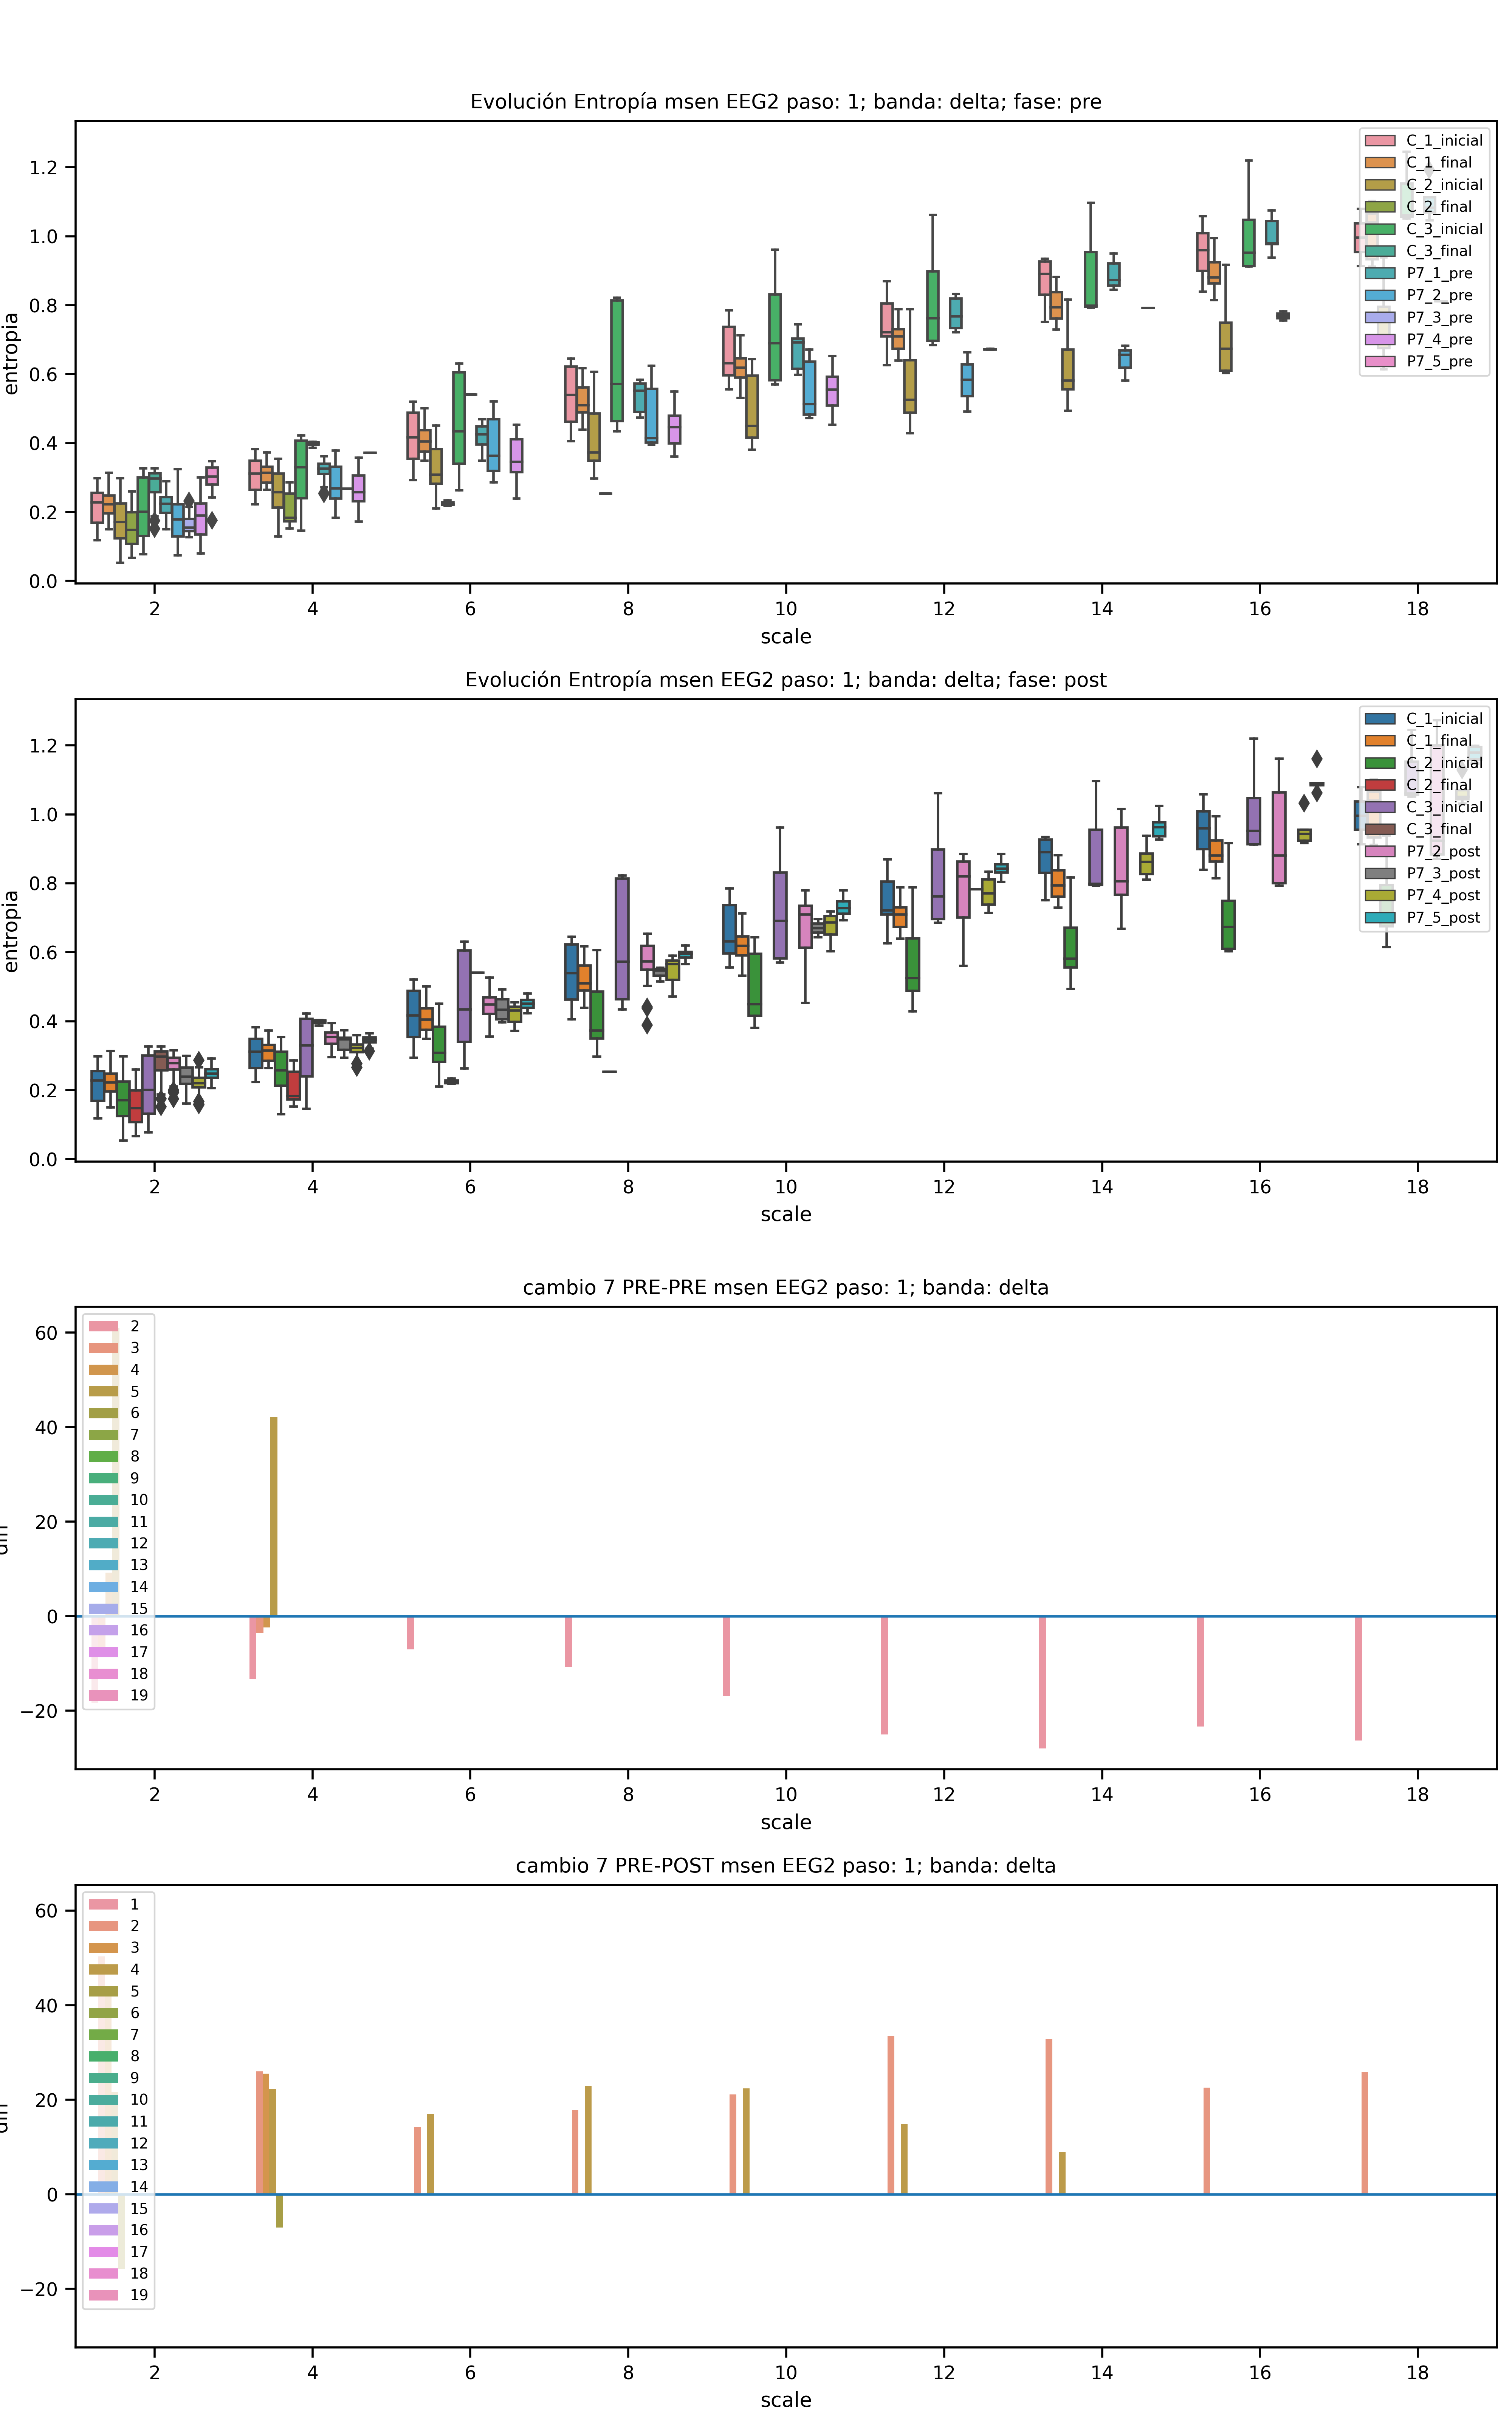 Evolución Entropía msen EEG2 paso: 1; banda: delta; fase: pre
entropia
1.2
1.0
0.8
0.6
0.4
0.2
0.0
C_1_inicial
C_1_final
C_2_inicial
C_2_final
C_3_inicial
C_3_final
P7_1_pre
P7_2_pre
P7_3_pre
P7_4_pre
P7_5_pre
2 4 6 8 10 12 14 16 18
scale
Evolución Entropía msen EEG2 paso: 1; banda: delta; fase: post
entropia
1.2
1.0
0.8
0.6
0.4
0.2
0.0
C_1_inicial
C_1_final
C_2_inicial
C_2_final
C_3_inicial
C_3_final
P7_2_post
P7_3_post
P7_4_post
P7_5_post
2 4 6 8 10 12 14 16 18
scale
cambio 7 PRE-PRE msen EEG2 paso: 1; banda: delta
60
40
20
0
−20
2
3
4
5
6
7
8
9
10
11
12
13
14
15
16
17
18
19
2 4 6 8 10 12 14 16 18
scale
cambio 7 PRE-POST msen EEG2 paso: 1; banda: delta
60
40
20
0
−20
1
2
3
4
5
6
7
8
9
10
11
12
13
14
15
16
17
18
19
2 4 6 8 10 12 14 16 18
scale